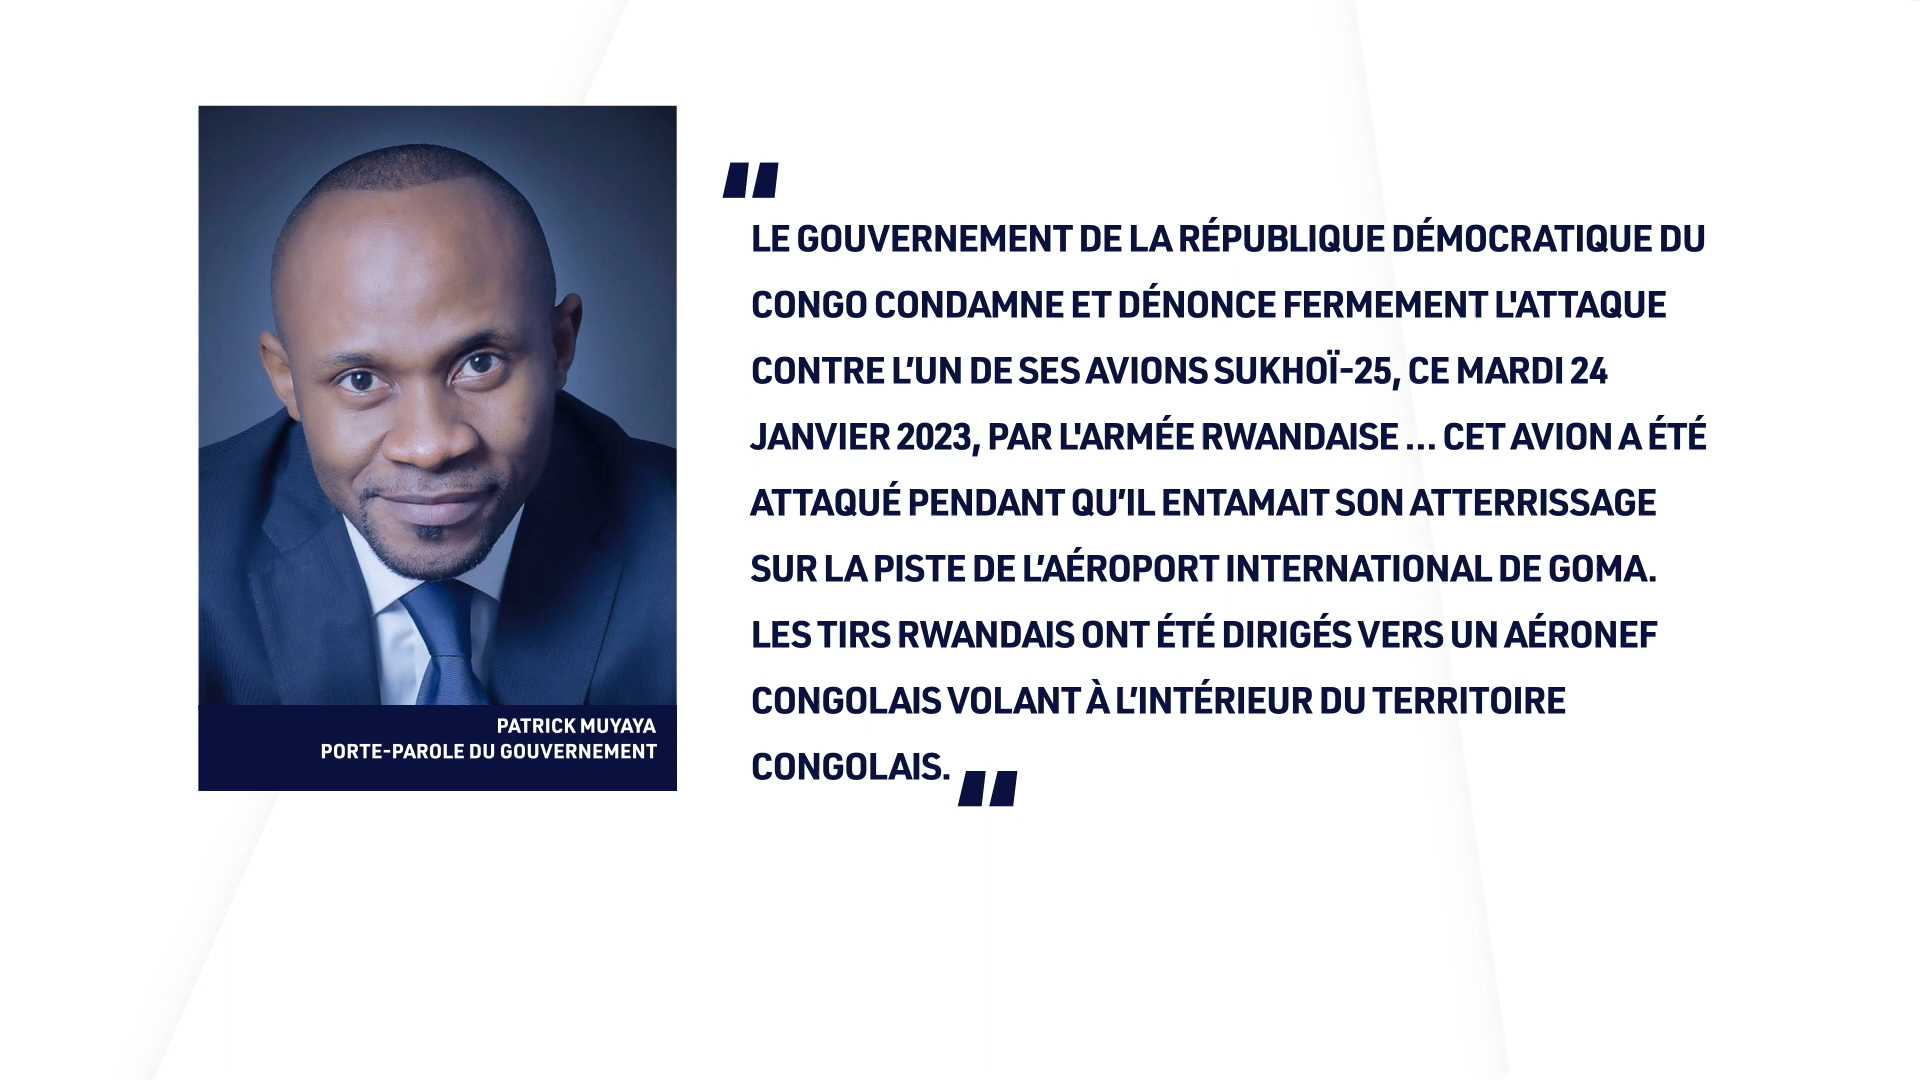 LE GOUVERNEMENT DE LA RÉPUBLIQUE DÉMOCRATIQUE DU
CONGO CONDAMNE ET DÉNONCE FERMEMENT L'ATTAQUE
CONTRE L’UN DE SES AVIONS SUKHOÏ-25, CE MARDI 24
JANVIER 2023, PAR L'ARMÉE RWANDAISE ... CET AVION A ÉTÉ
ATTAQUÉ PENDANT QU’IL ENTAMAIT SON ATTERRISSAGE
SUR LA PISTE DE L’AÉROPORT INTERNATIONAL DE GOMA.
LES TIRS RWANDAIS ONT ÉTÉ DIRIGÉS VERS UN AÉRONEF
CONGOLAIS VOLANT À L’INTÉRIEUR DU TERRITOIRE
CONGOLAIS.
PATRICK MUYAYA
PORTE-PAROLE DU GOUVERNEMENT